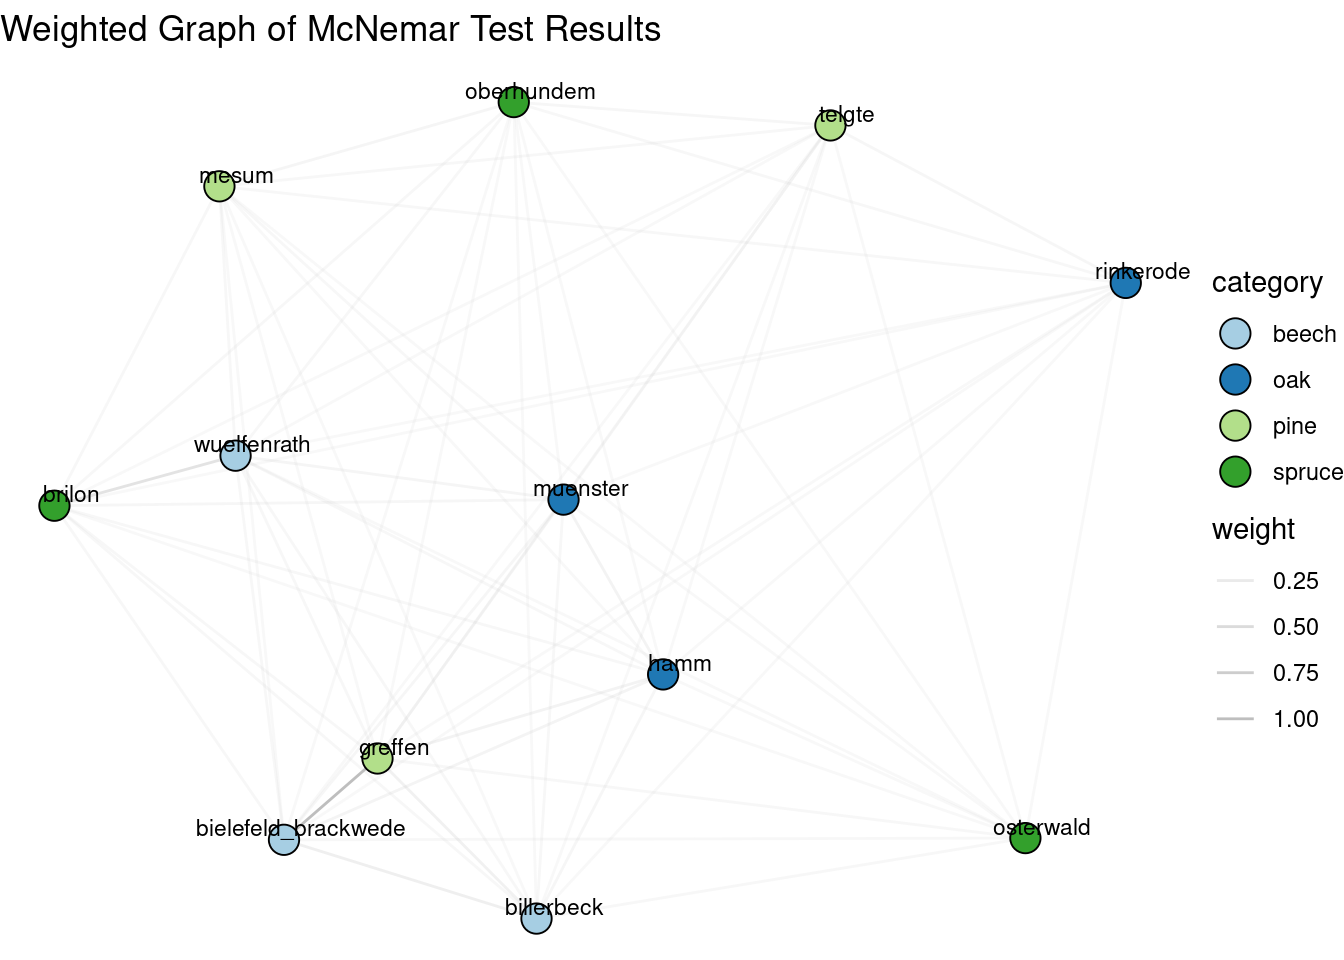 Weighted Graph of McNemar Test Results
oberhundem
telgte
mesum
rinkerode
wuelfenrath
brilon
muenster
hamm
greffen
bielefeld_brackwede
osterwald
billerbeck
category
beech
oak
pine
spruce
weight
0.25
0.50
0.75
1.00